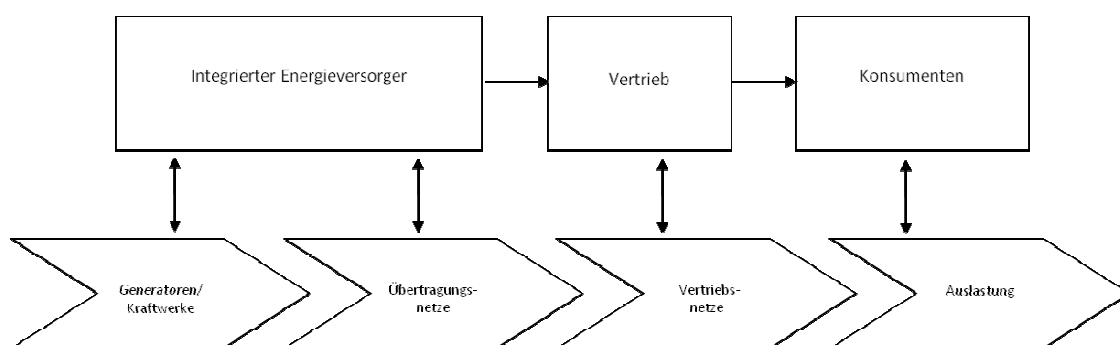 Integrierter Energieversorger
Vertrieb
Konsumenten
Generatoren/
Kraftwerke
Übertragungs-
netze
Vertriebs-
netze
Auslastung